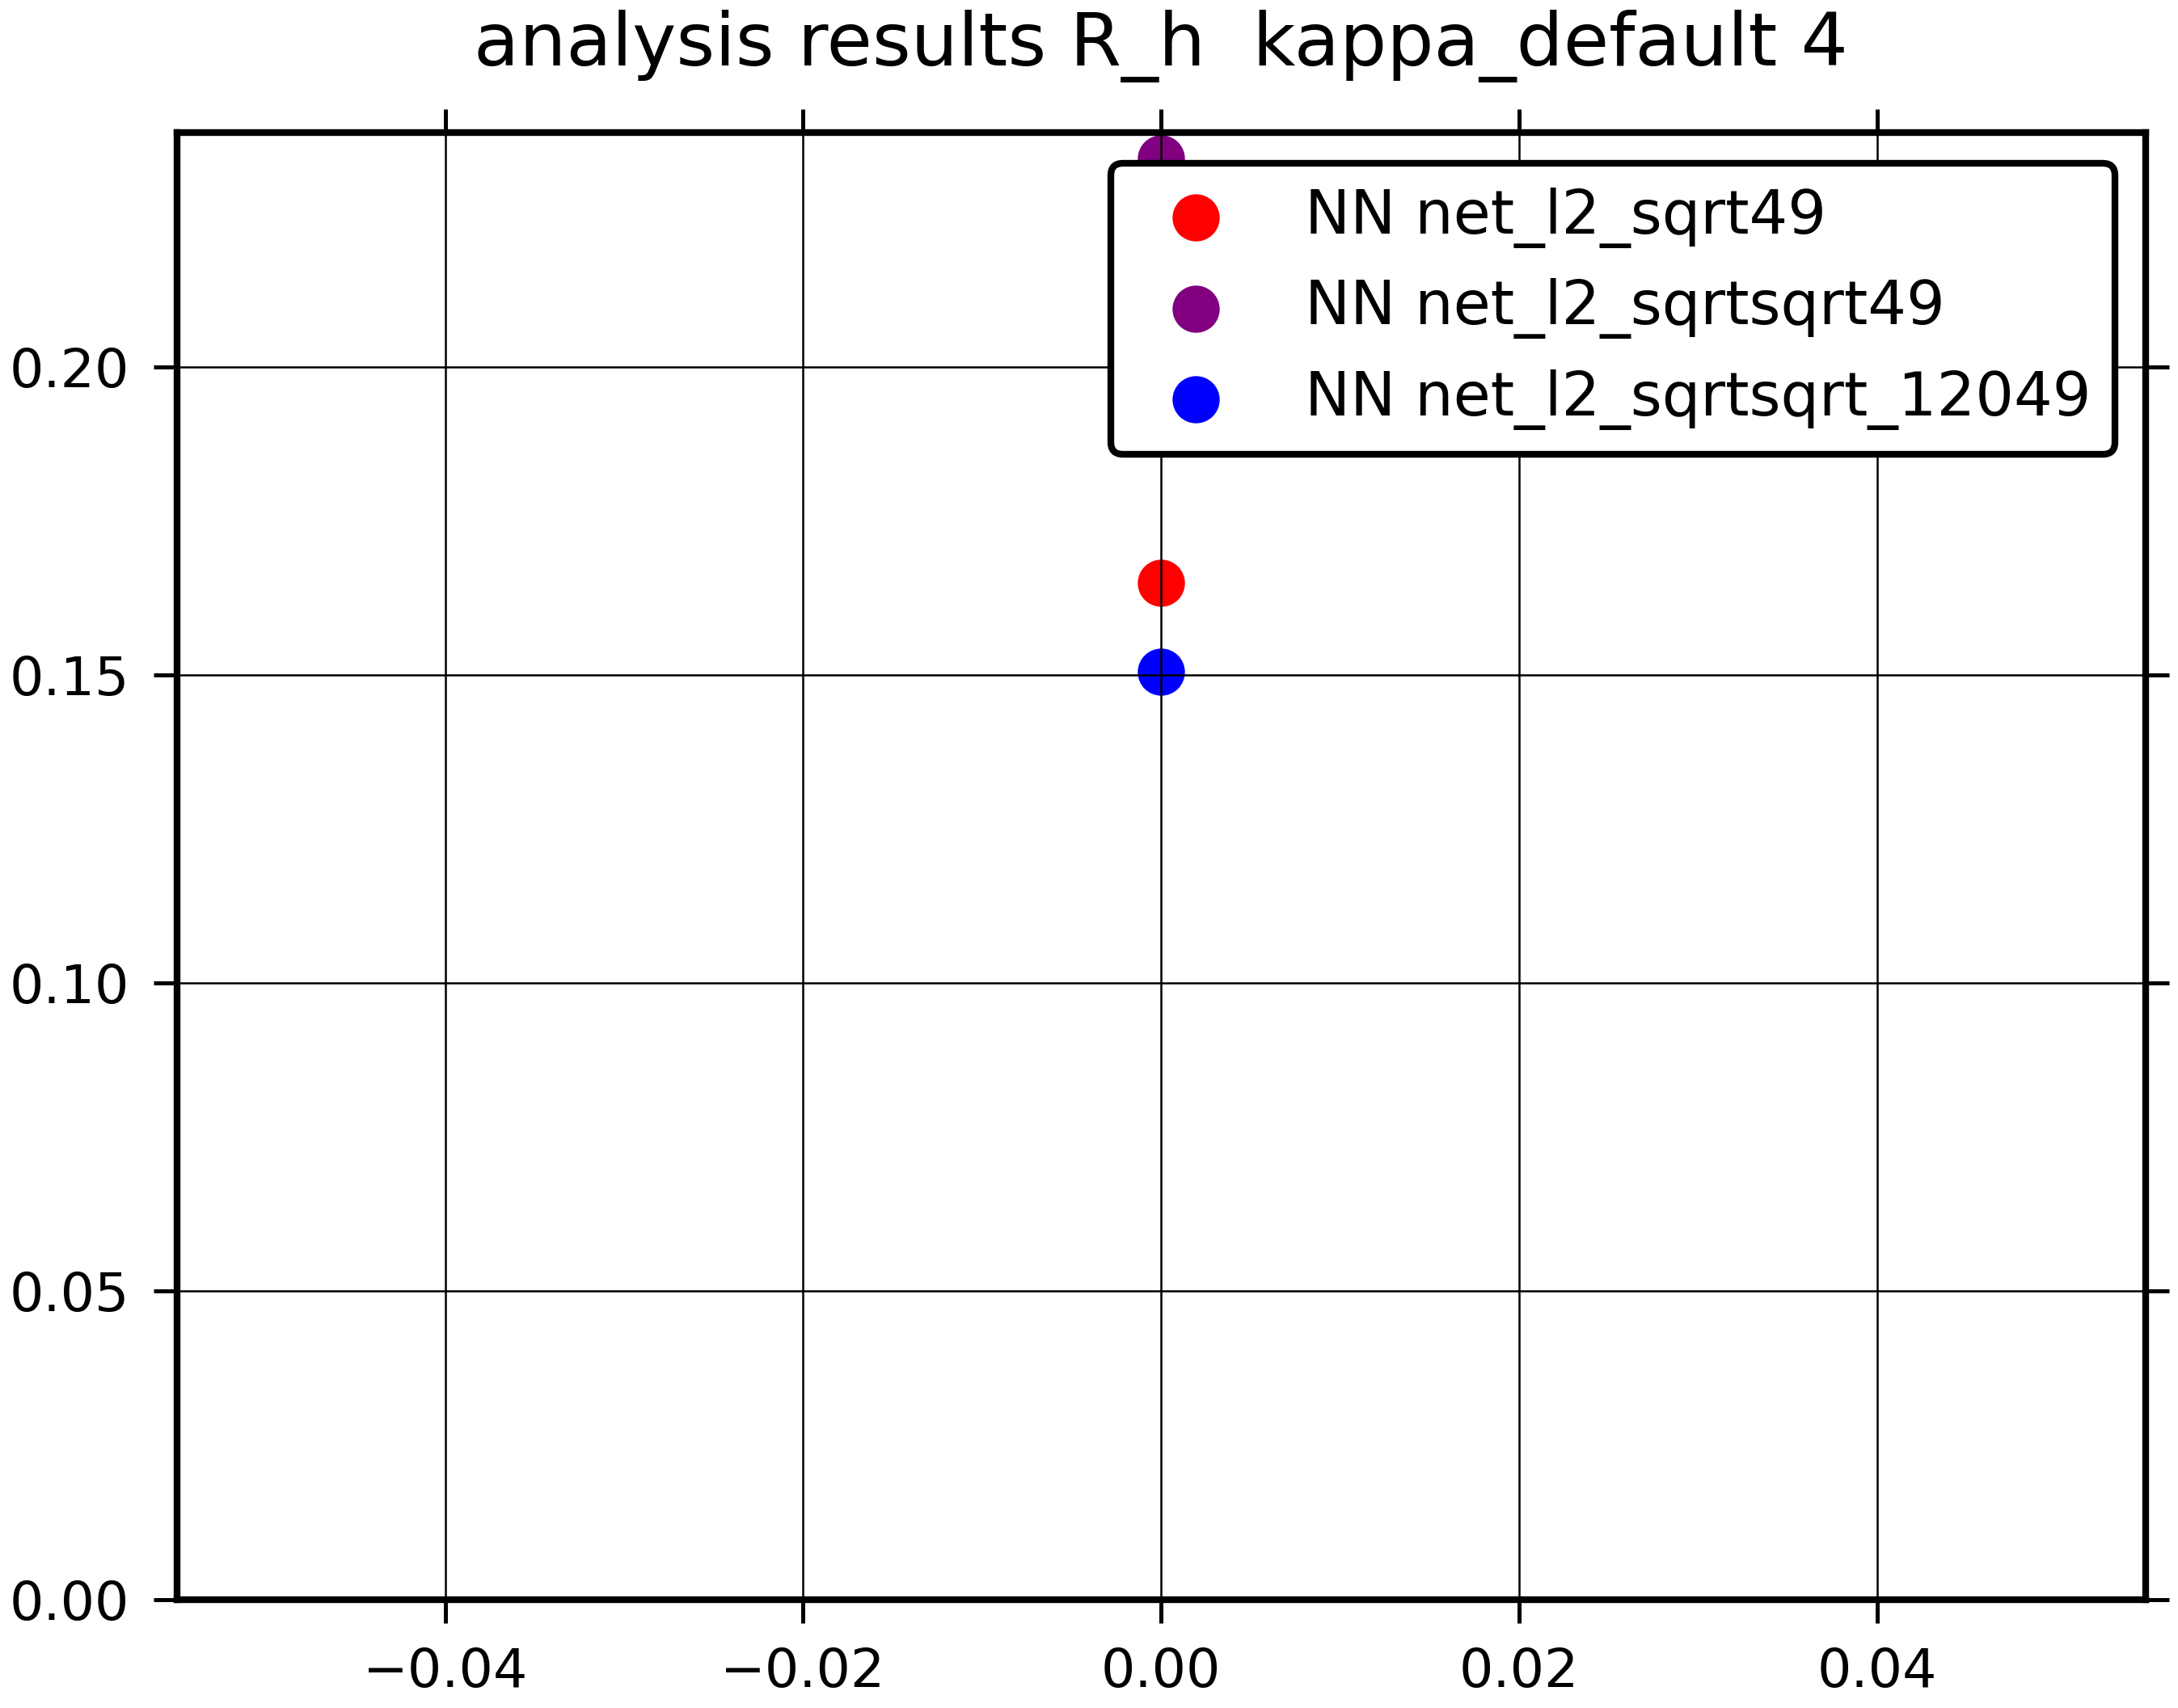 analysis results R_h  kappa_default 4
NN net_l2_sqrt49
NN net_l2_sqrtsqrt49
NN net_l2_sqrtsqrt_12049
0.20
0.15
0.10
0.05
0.00
−0.04
−0.02
0.00
0.02
0.04